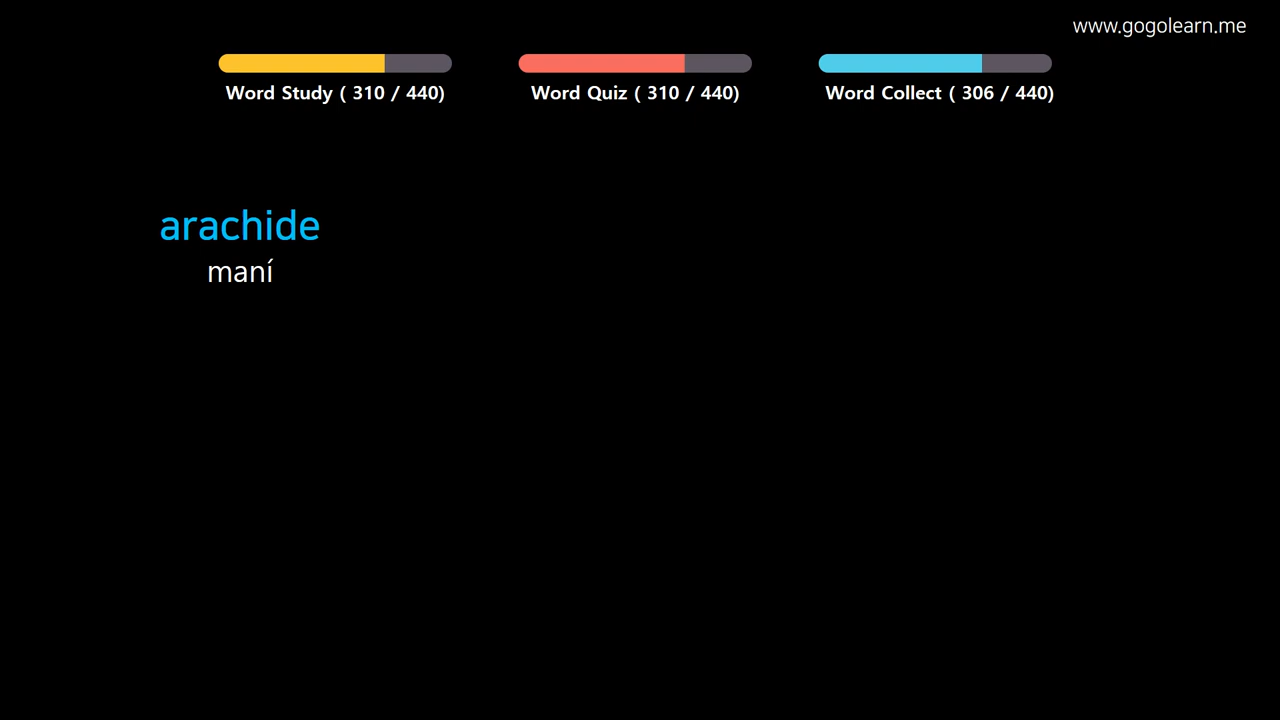 www.gogolearn.me
Word Study ( 310 / 440)
Word Quiz ( 310 / 440)
Word Collect ( 306 / 440)
arachide
maní